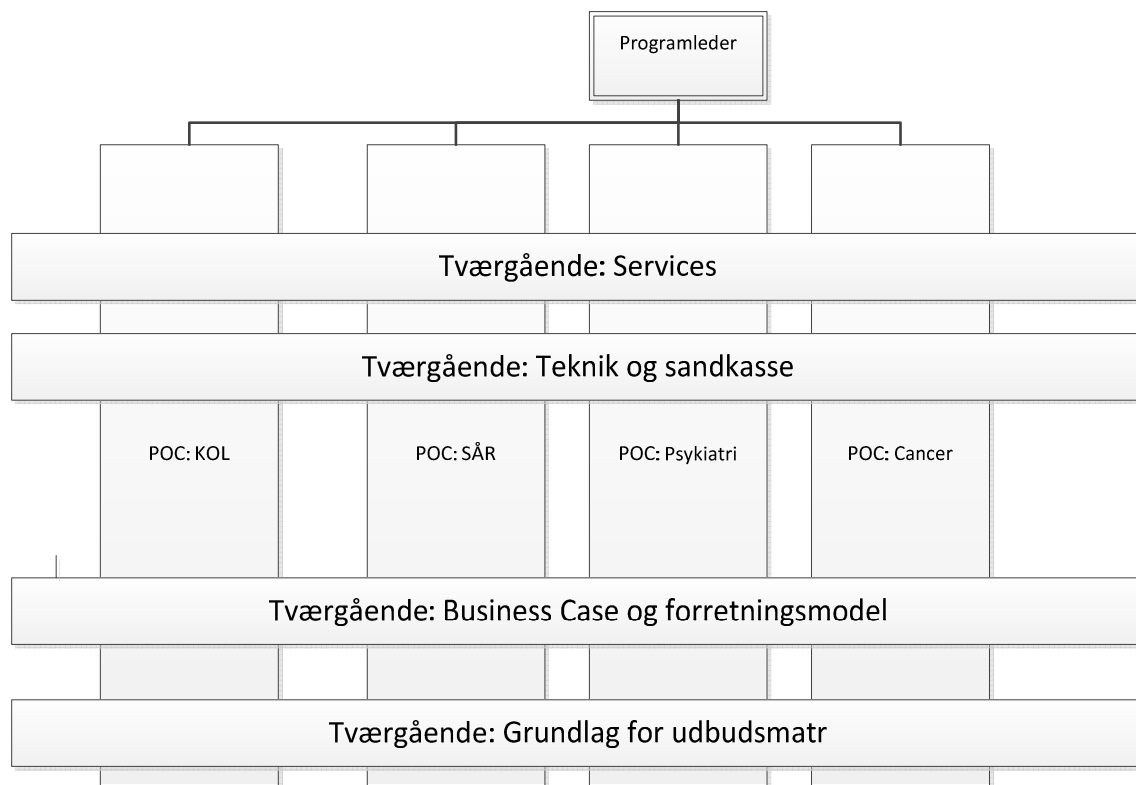 Programleder
Tværgående: Services
Tværgående: Teknik og sandkasse
POC: KOL
POC: SÅR
POC: Psykiatri
POC: Cancer
Tværgående: Business Case og forretningsmodel
Tværgående: Grundlag for udbudsmatr